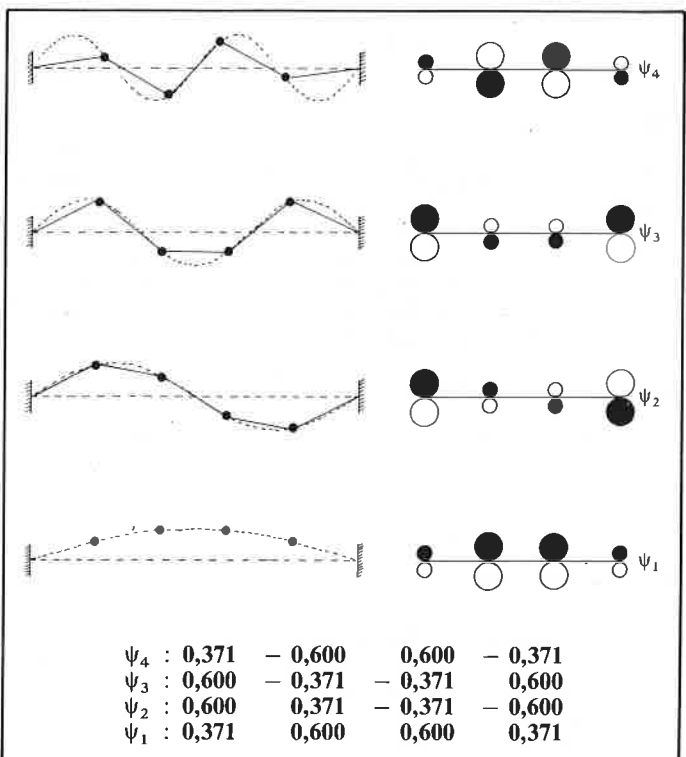 ψ₄
ψ₃
ψ₂
ψ₁
ψ₄ : 0,371 − 0,600 0,600 − 0,371
ψ₃ : 0,600 − 0,371 − 0,371 0,600
ψ₂ : 0,600 0,371 − 0,371 − 0,600
ψ₁ : 0,371 0,600 0,600 0,371